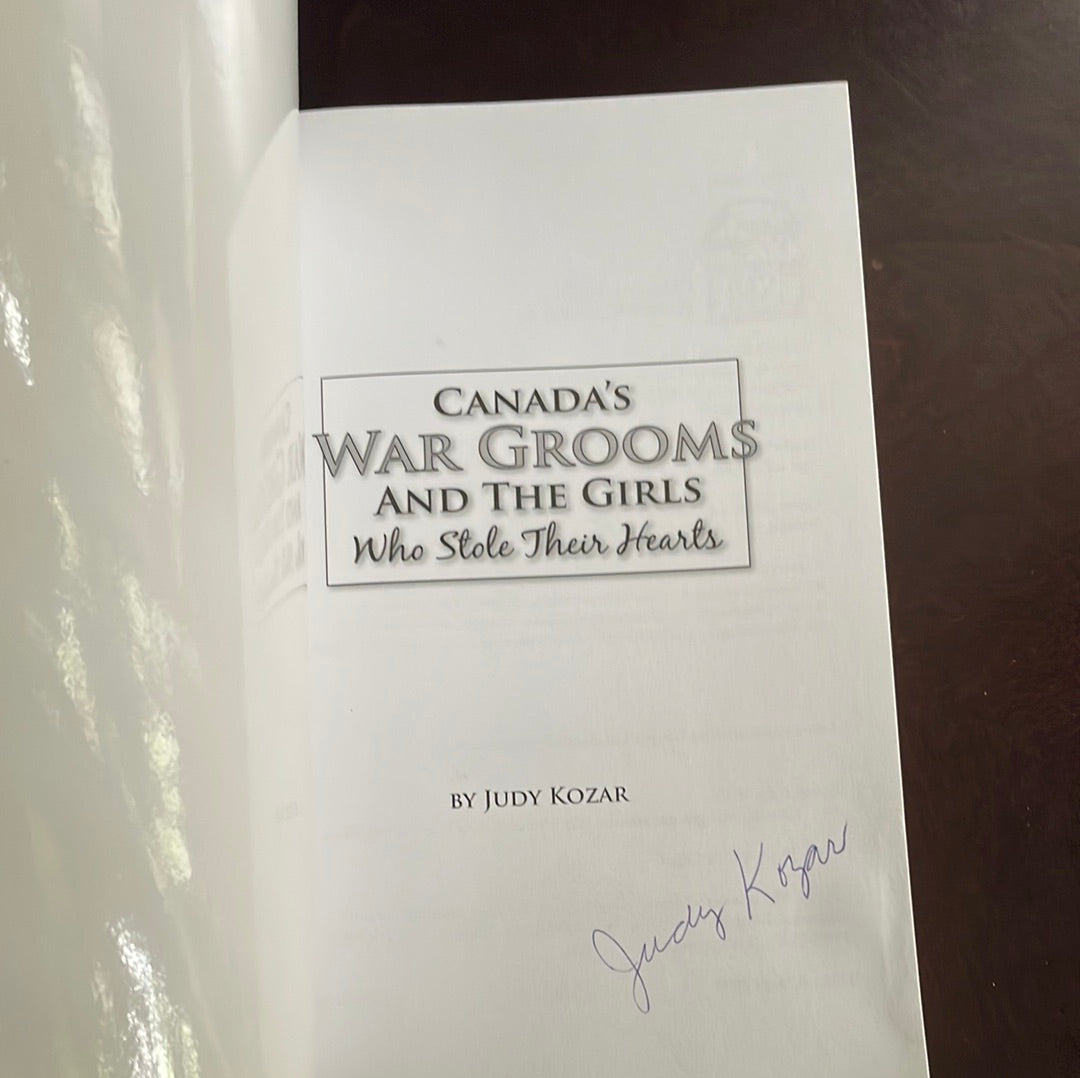 CANADA'S
WAR GROOMS
AND THE GIRLS
Who Stole Their Hearts
BY JUDY KOZAR
Judy Kozar